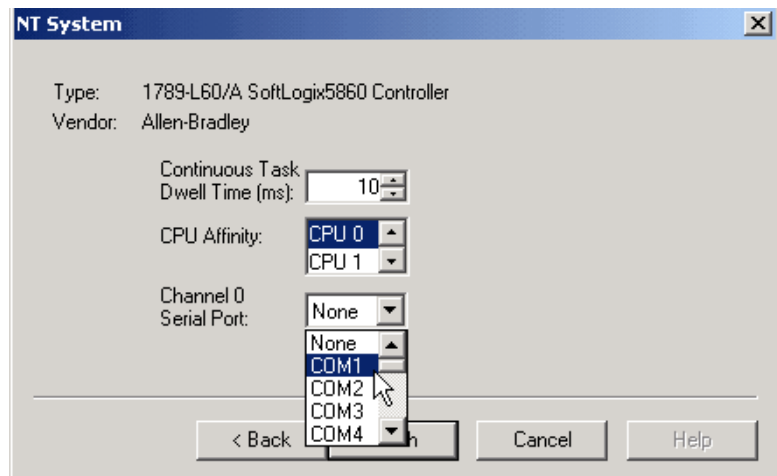 NT System
Type: 1789-L60/A SoftLogix5860 Controller
Vendor: Allen-Bradley
Continuous Task
Dwell Time (ms): 10
CPU Affinity: CPU 0
CPU 1
Channel 0
Serial Port: None
None
COM1
COM2
COM3
COM4
< Back Cancel Help